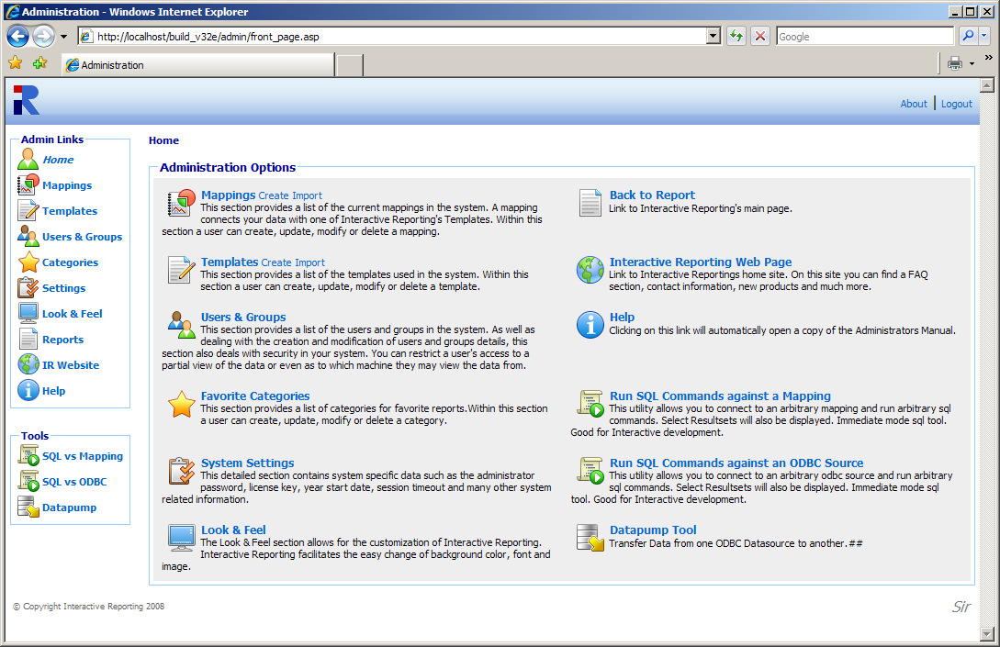 Administration - Windows Internet Explorer
http://localhost/build_v32e/admin/front_page.asp
Google
Administration
R
About | Logout
Admin Links
Home
Mappings
Templates
Users & Groups
Categories
Settings
Look & Feel
Reports
IR Website
Help
Tools
SQL vs Mapping
SQL vs ODBC
Datapump
Home
Administration Options
Mappings Create Import
This section provides a list of the current mappings in the system. A mapping
connects your data with one of Interactive Reporting's Templates. Within this
section a user can create, update, modify or delete a mapping.
Back to Report
Link to Interactive Reporting's main page.
Templates Create Import
This section provides a list of the templates used in the system. Within this
section a user can create, update, modify or delete a template.
Interactive Reporting Web Page
Link to Interactive Reportings home site. On this site you can find a FAQ
section, contact information, new products and much more.
Users & Groups
This section provides a list of the users and groups in the system. As well as
dealing with the creation and modification of users and groups details, this
section also deals with security in your system. You can restrict a user's access to a
partial view of the data or even as to which machine they may view the data from.
Help
Clicking on this link will automatically open a copy of the Administrators Manual.
Favorite Categories
This section provides a list of categories for favorite reports.Within this section
a user can create, update, modify or delete a category.
Run SQL Commands against a Mapping
This utility allows you to connect to an arbitrary mapping and run arbitrary sql
commands. Select Resultsets will also be displayed. Immediate mode sql tool.
Good for Interactive development.
System Settings
This detailed section contains system specific data such as the administrator
password, license key, year start date, session timeout and many other system
related information.
Run SQL Commands against an ODBC Source
This utility allows you to connect to an arbitrary odbc source and run arbitrary
sql commands. Select Resultsets will also be displayed. Immediate mode sql
tool. Good for Interactive development.
Look & Feel
The Look & Feel section allows for the customization of Interactive Reporting.
Interactive Reporting facilitates the easy change of background color, font and
image.
Datapump Tool
Transfer Data from one ODBC Datasource to another.##
© Copyright Interactive Reporting 2008
Sir